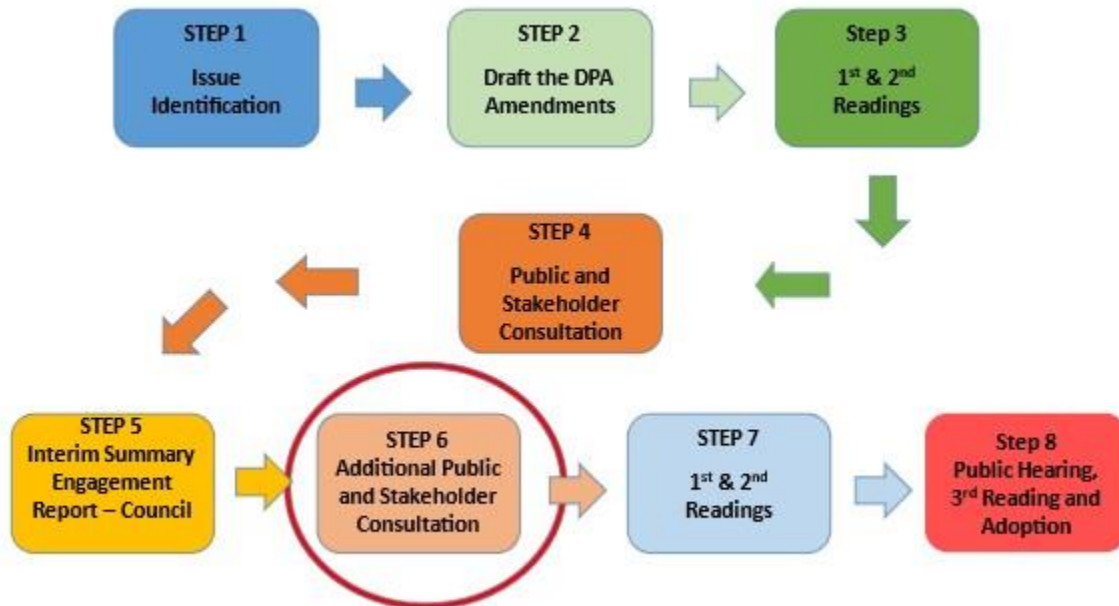 STEP 1
Issue
Identification
STEP 2
Draft the DPA
Amendments
Step 3
1st & 2nd
Readings
STEP 4
Public and
Stakeholder
Consultation
STEP 5
Interim Summary
Engagement
Report – Council
STEP 6
Additional Public
and Stakeholder
Consultation
STEP 7
1st & 2nd
Readings
Step 8
Public Hearing,
3rd Reading and
Adoption